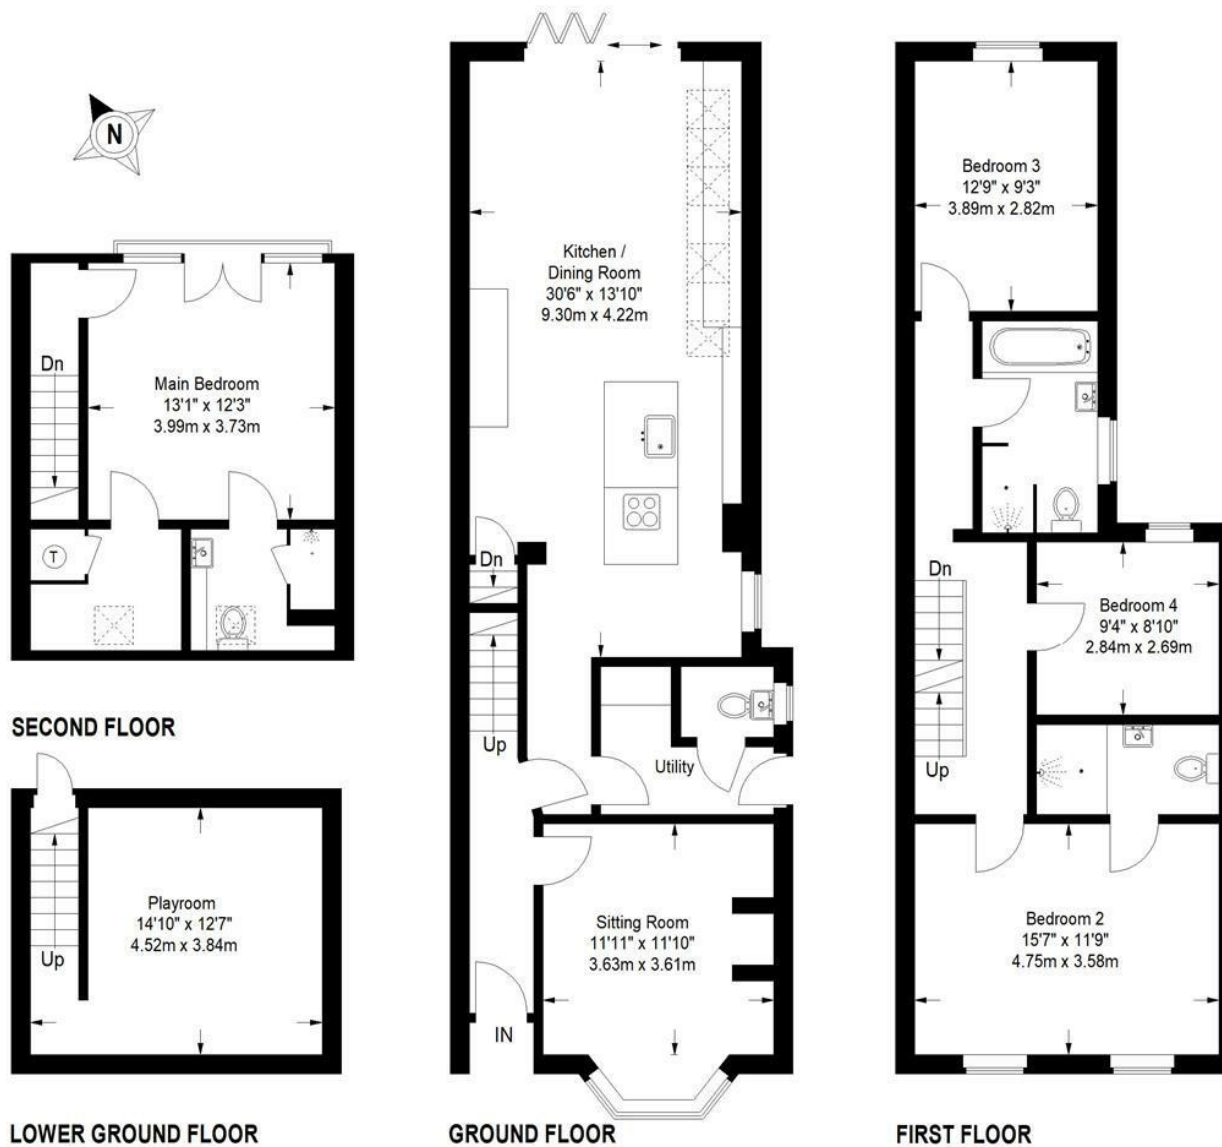 N
Dn
Main Bedroom
13'1" x 12'3"
3.99m x 3.73m
T
SECOND FLOOR
Playroom
14'10" x 12'7"
4.52m x 3.84m
Up
LOWER GROUND FLOOR
Kitchen /
Dining Room
30'6" x 13'10"
9.30m x 4.22m
Dn
Up
Utility
Sitting Room
11'11" x 11'10"
3.63m x 3.61m
IN
GROUND FLOOR
Bedroom 3
12'9" x 9'3"
3.89m x 2.82m
Dn
Bedroom 4
9'4" x 8'10"
2.84m x 2.69m
Up
Bedroom 2
15'7" x 11'9"
4.75m x 3.58m
FIRST FLOOR